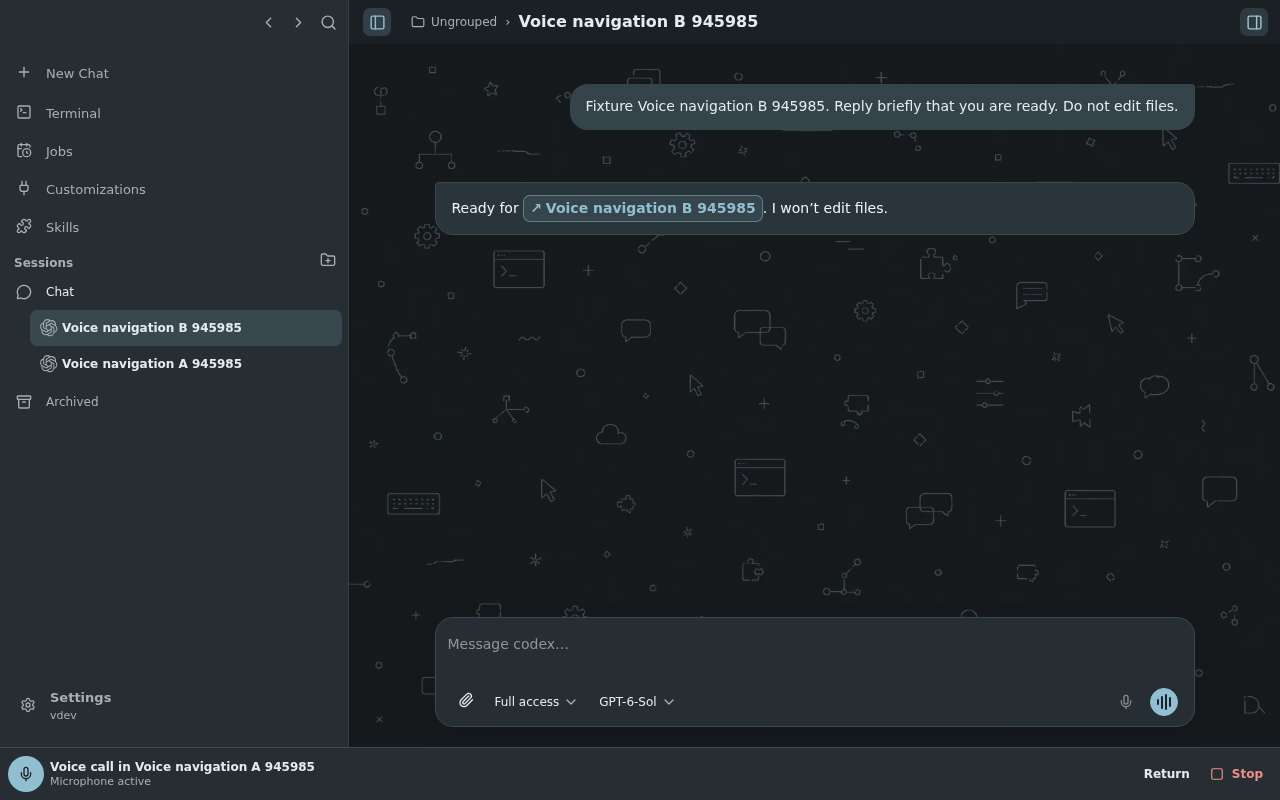 Ungrouped › Voice navigation B 945985
New Chat
Terminal
Jobs
Customizations
Skills
Sessions
Chat
Voice navigation B 945985
Voice navigation A 945985
Archived
Settings
vdev
Fixture Voice navigation B 945985. Reply briefly that you are ready. Do not edit files.
Ready for ↗ Voice navigation B 945985. I won’t edit files.
Message codex…
Full access
GPT-6-Sol
Voice call in Voice navigation A 945985
Microphone active
Return
Stop